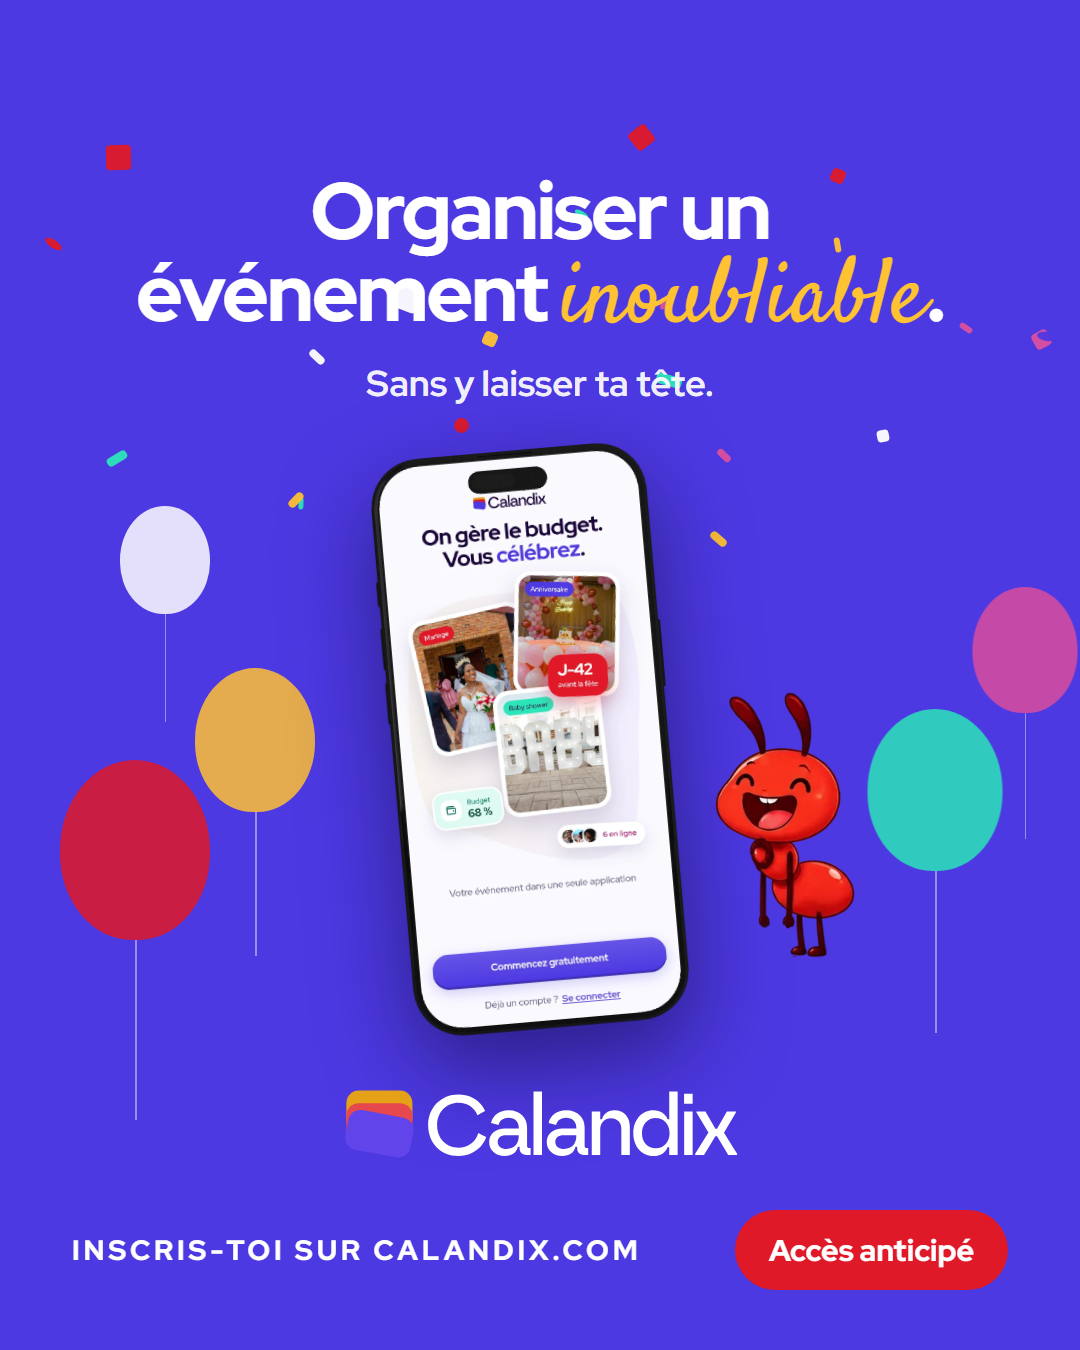 Organiser un
événement inoubliable.
Sans y laisser ta tête.
Calandix
On gère le budget.
Vous célébrez.
Anniversaire
Mariage
J-42
avant la fête
Baby shower
Budget
68 %
6 en ligne
Votre événement dans une seule application
Commencez gratuitement
Déjà un compte ? Se connecter
Calandix
INSCRIS-TOI SUR CALANDIX.COM
Accès anticipé